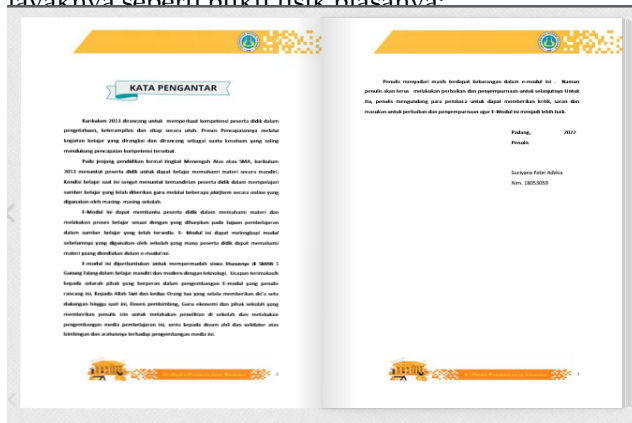 layaknya seperti bukti fisik biasanya:
KATA PENGANTAR
Kurikulum 2013 dirancang untuk memperkuat kompetensi peserta didik dalam
pengetahuan, keterampilan dan sikap secara utuh. Proses Pencapaiannya melalui
kegiatan belajar yang dirangkai dan dirancang sebagai suatu kesatuan yang saling
mendukung pencapaian kompetensi tersebut.
Pada jenjang pendidikan formal tingkat Menengah Atas atau SMA, kurikulum
2013 menuntut peserta didik untuk dapat belajar memahami materi secara mandiri.
Kondisi belajar saat ini sangat menuntut kemandirian peserta didik dalam mempelajari
sumber belajar yang telah diberikan guru melalui beberapa platform secara online yang
digunakan oleh masing- masing sekolah.
E-Modul ini dapat membantu peserta didik dalam memahami materi dan
melakukan proses belajar sesuai dengan yang diharapkan pada tujuan pembelajaran
dalam sumber belajar yang telah tersedia. E- Modul ini dapat melengkapi modul
sebelumnya yang digunakan oleh sekolah yang mana peserta didik dapat memahami
materi yang disediakan dalam e-modul ini.
E-modul ini diperbantukan untuk mempermudah siswa khususnya di SMAN 1
Gunung Talang dalam belajar mandiri dan modern dengan teknologi. Ucapan terimakasih
kepada seluruh pihak yang berperan dalam pengembangan E-modul yang penulis
rancang ini, Kepada Allah Swt dan kedua Orang tua yang selalu memberikan do'a serta
dukungan hingga saat ini, Dosen pembimbing, Guru ekonomi dan pihak sekolah yang
memberikan penulis izin untuk melakukan penelitian di sekolah dan melakukan
pengembangan media pembelajaran ini, serta kepada dosen ahli dan validator atas
bimbingan dan arahannya terhadap pengembangan media ini.
Penulis menyadari masih terdapat kekurangan dalam e-modul ini . Namun
penulis akan terus melakukan perbaikan dan penyempurnaan untuk selanjutnya Untuk
itu, penulis mengundang para pembaca untuk dapat memberikan kritik, saran dan
masukan untuk perbaikan dan penyempurnaan agar E-Modul ini menjadi lebih baik.
Padang, 2022
Penulis
Nim. 18053030